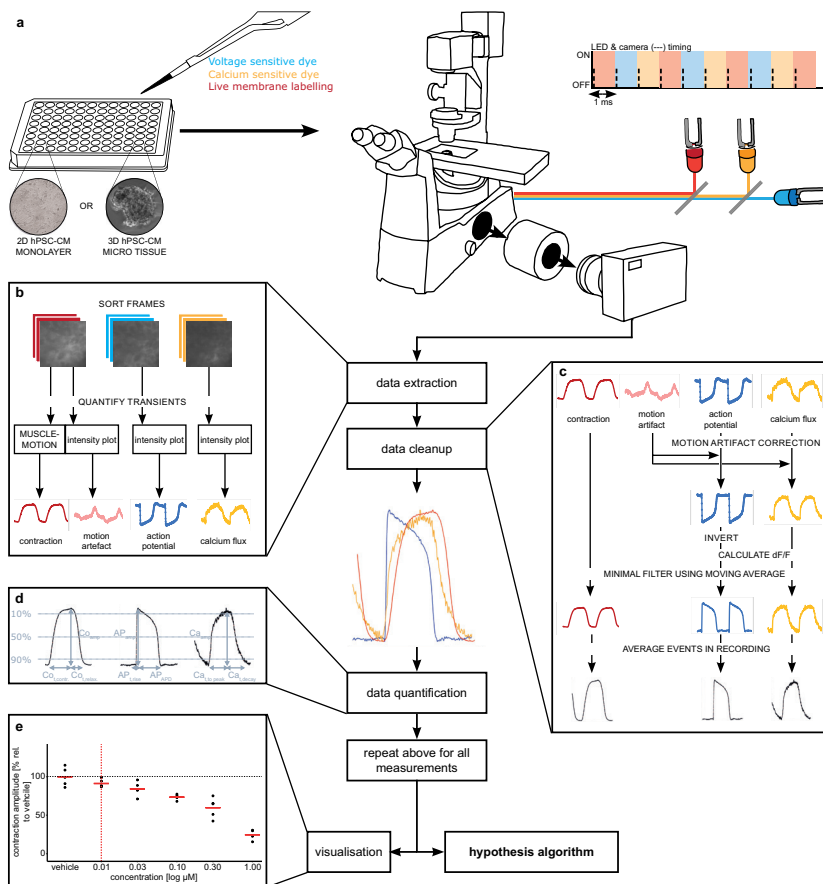 a
Voltage sensitive dye
Calcium sensitive dye
Live membrane labelling
OR
2D hPSC-CM
MONOLAYER
3D hPSC-CM
MICRO TISSUE
LED & camera (---) timing
ON
OFF
1 ms
b
SORT FRAMES
QUANTIFY TRANSIENTS
MUSCLE-
MOTION
intensity plot
intensity plot
intensity plot
contraction
motion
artefact
action
potential
calcium flux
data extraction
data cleanup
data quantification
repeat above for all
measurements
visualisation
hypothesis algorithm
c
contraction
motion
artifact
action
potential
calcium flux
MOTION ARTIFACT CORRECTION
INVERT
CALCULATE dF/F
MINIMAL FILTER USING MOVING AVERAGE
AVERAGE EVENTS IN RECORDING
d
10%
50%
90%
e
contraction amplitude [% rel.
to vehcile]
100
50
0
vehicle
0.01
0.03
0.10
0.30
1.00
concentration [log µM]